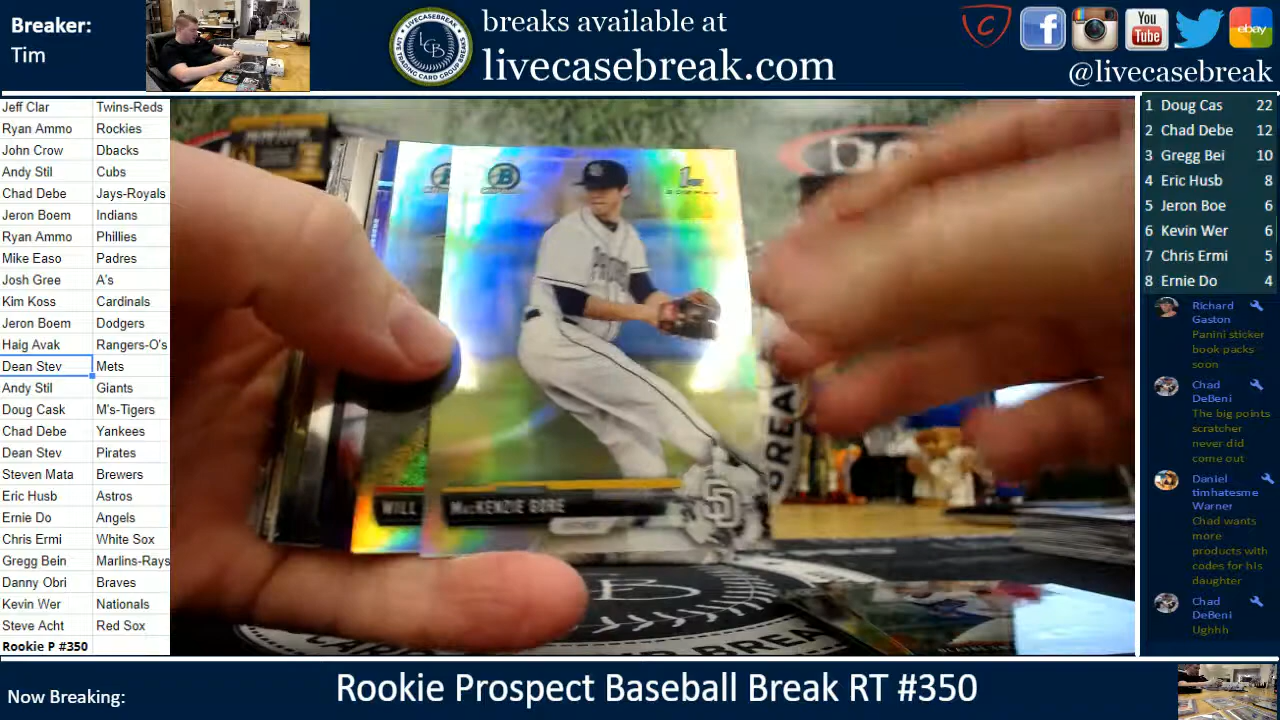 Breaker:
Tim
breaks available at
livecasebreak.com
You
Tube
ebay
@livecasebreak
Jeff Clar Twins-Reds
Ryan Ammo Rockies
John Crow Dbacks
Andy Stil Cubs
Chad Debe Jays-Royals
Jeron Boem Indians
Ryan Ammo Phillies
Mike Easo Padres
Josh Gree A's
Kim Koss Cardinals
Jeron Boem Dodgers
Haig Avak Rangers-O's
Dean Stev Mets
Andy Stil Giants
Doug Cask M's-Tigers
Chad Debe Yankees
Dean Stev Pirates
Steven Mata Brewers
Eric Husb Astros
Ernie Do Angels
Chris Ermi White Sox
Gregg Bein Marlins-Rays
Danny Obri Braves
Kevin Wer Nationals
Steve Acht Red Sox
Rookie P #350
1st
WILL
MacKENZIE GORE
SD
1 Doug Cas 22
2 Chad Debe 12
3 Gregg Bei 10
4 Eric Husb 8
5 Jeron Boe 6
6 Kevin Wer 6
7 Chris Ermi 5
8 Ernie Do 4
Richard
Gaston
Panini sticker
book packs
soon
Chad
DeBeni
The big points
scratcher
never did
come out
Daniel
timhatesme
Warner
Chad wants
more
products with
codes for his
daughter
Chad
DeBeni
Ughhh
Now Breaking:
Rookie Prospect Baseball Break RT #350